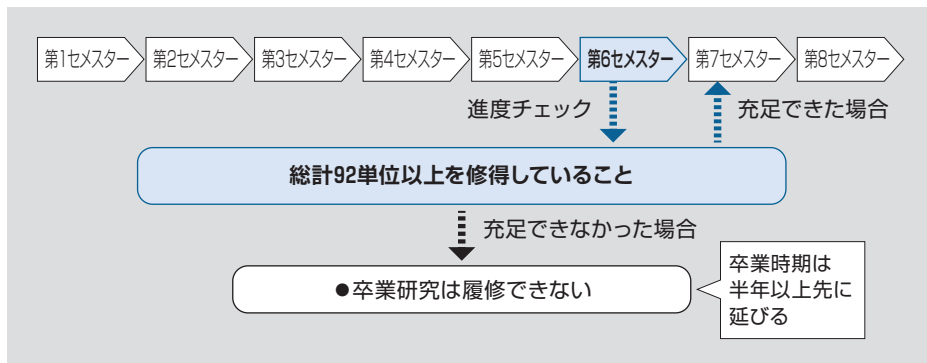 第1セメスター 第2セメスター 第3セメスター 第4セメスター 第5セメスター 第6セメスター 第7セメスター 第8セメスター
進度チェック 充足できた場合
総計92単位以上を修得していること
充足できなかった場合
●卒業研究は履修できない
卒業時期は
半年以上先に
延びる